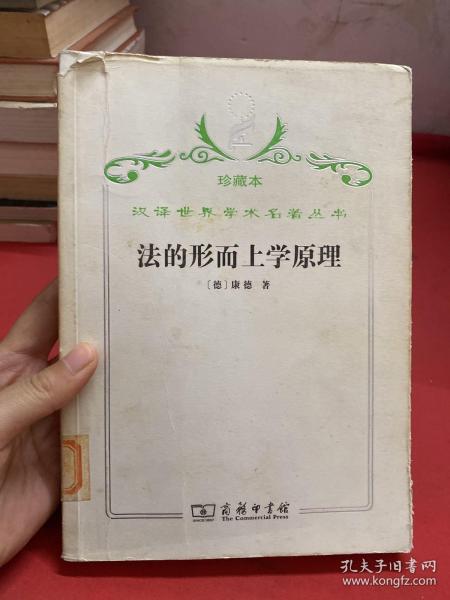 珍藏本
汉译世界学术名著丛书
法的形而上学原理
〔德〕康德 著
商务印书馆
The Commercial Press
SINCE1897
孔夫子旧书网
www.kongfz.com